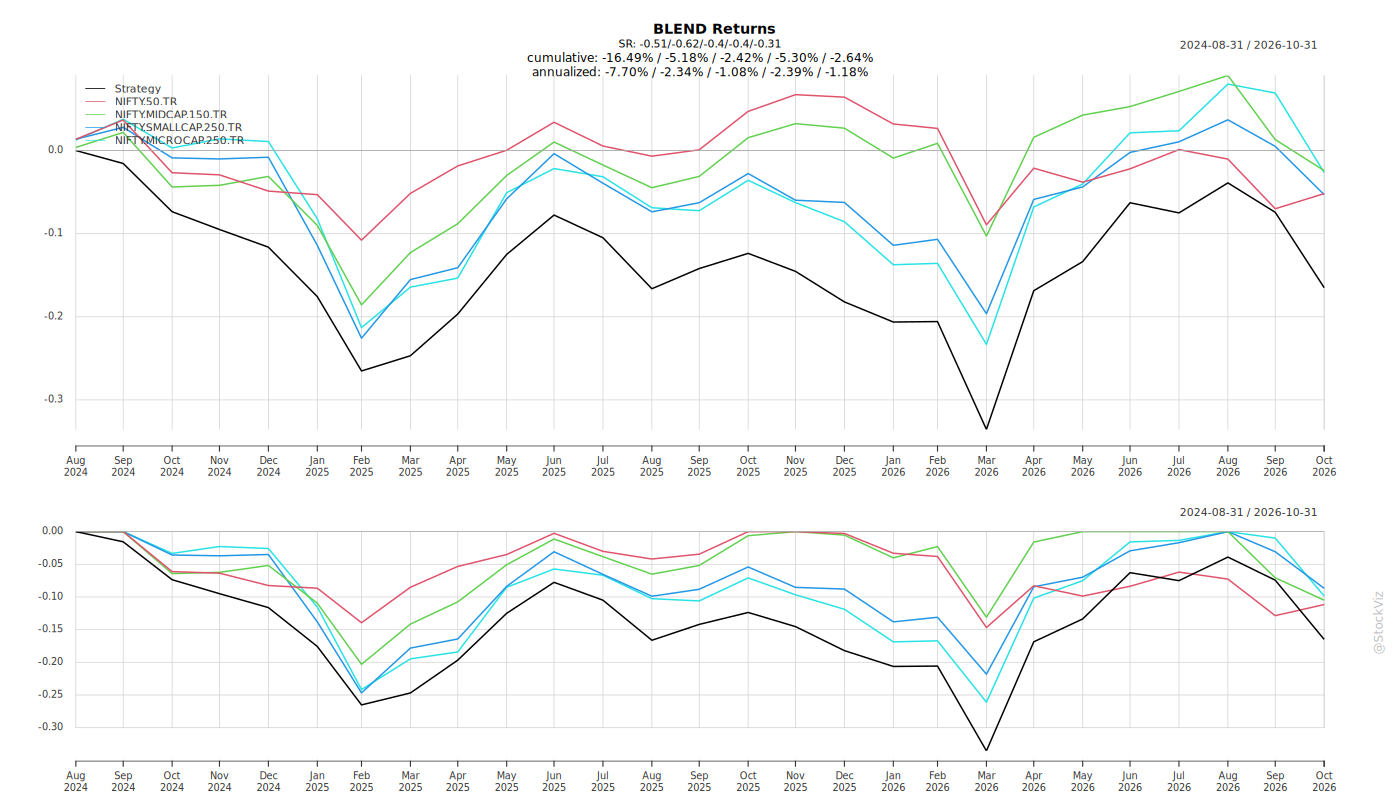 BLEND Returns
SR: -0.51/-0.62/-0.4/-0.4/-0.31
2024-08-31 / 2026-10-31
cumulative: -16.49% / -5.18% / -2.42% / -5.30% / -2.64%
annualized: -7.70% / -2.34% / -1.08% / -2.39% / -1.18%
Strategy
NIFTY.50.TR
NIFTY.MIDCAP.150.TR
NIFTY.SMALLCAP.250.TR
NIFTY.MICROCAP.250.TR
0.0
-0.1
-0.2
-0.3
Aug Sep Oct Nov Dec Jan Feb Mar Apr May Jun Jul Aug Sep Oct Nov Dec Jan Feb Mar Apr May Jun Jul Aug Sep Oct
2024 2024 2024 2024 2024 2025 2025 2025 2025 2025 2025 2025 2025 2025 2025 2025 2025 2026 2026 2026 2026 2026 2026 2026 2026 2026 2026
2024-08-31 / 2026-10-31
0.00
-0.05
-0.10
-0.15
-0.20
-0.25
-0.30
Aug Sep Oct Nov Dec Jan Feb Mar Apr May Jun Jul Aug Sep Oct Nov Dec Jan Feb Mar Apr May Jun Jul Aug Sep Oct
2024 2024 2024 2024 2024 2025 2025 2025 2025 2025 2025 2025 2025 2025 2025 2025 2025 2026 2026 2026 2026 2026 2026 2026 2026 2026 2026
@StockViz